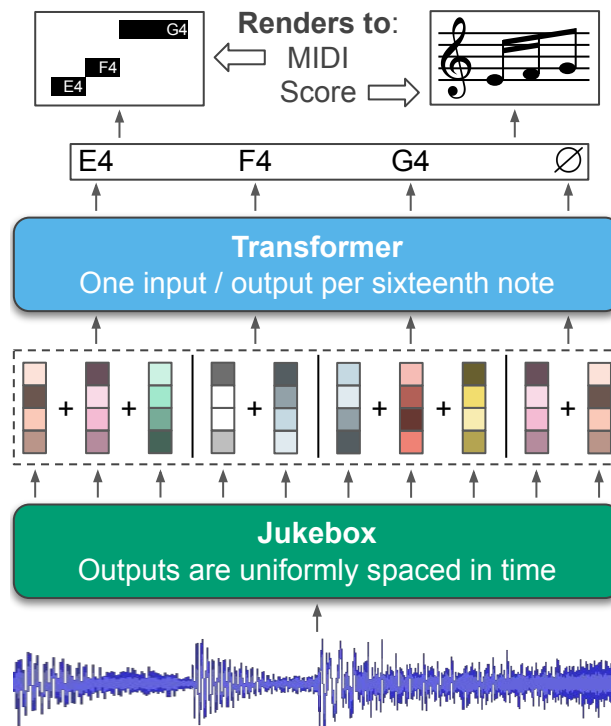 Renders to:
MIDI
Score
G4
F4
E4
E4 F4 G4 ∅
Transformer
One input / output per sixteenth note
+ + + + + +
Jukebox
Outputs are uniformly spaced in time